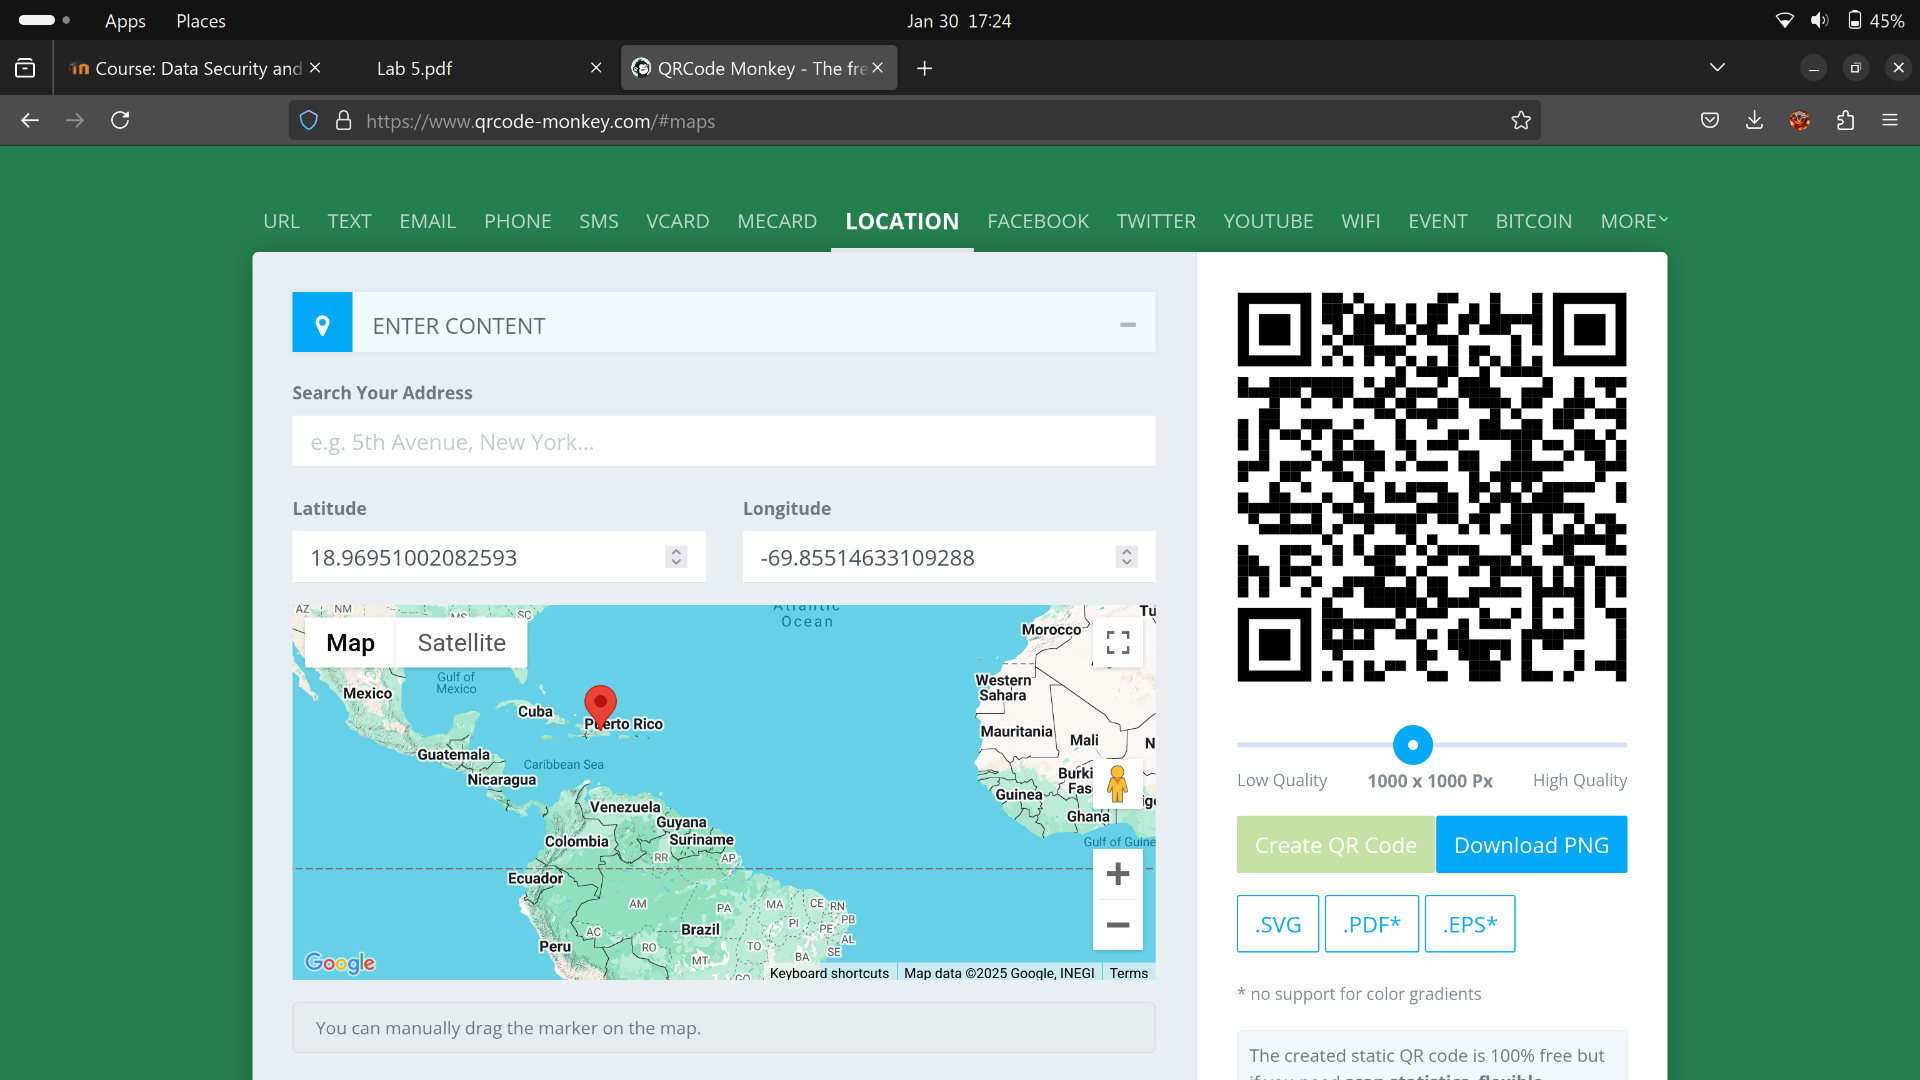 Apps Places Jan 30 17:24 45%
Course: Data Security and Lab 5.pdf QRCode Monkey - The fre
https://www.qrcode-monkey.com/#maps
URL TEXT EMAIL PHONE SMS VCARD MECARD LOCATION FACEBOOK TWITTER YOUTUBE WIFI EVENT BITCOIN MORE
ENTER CONTENT
Search Your Address
e.g. 5th Avenue, New York...
Latitude Longitude
18.96951002082593 -69.85514633109288
AZ NM MS SC Atlantic
Ocean
Tu
Map Satellite
Morocco
Gulf of
Mexico
Mexico
Western
Sahara
Cuba
Puerto Rico
Mauritania
Mali
N
Guatemala
Caribbean Sea
Nicaragua
Burki
Fas
Guinea
Venezuela
Guyana
Ghana
Suriname
Colombia
Gulf of Guine
RR AP
Ecuador
AM PA MA CE RN
PB
PI PE
AL
AC RO Brazil TO SE
Peru
BA
MT GO
Google
Keyboard shortcuts Map data ©2025 Google, INEGI Terms
You can manually drag the marker on the map.
Low Quality 1000 x 1000 Px High Quality
Create QR Code Download PNG
.SVG .PDF* .EPS*
* no support for color gradients
The created static QR code is 100% free but
if you need scan statistics, flexible